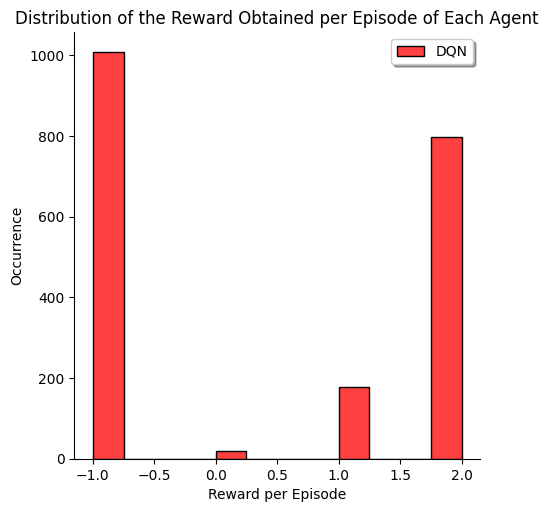 Distribution of the Reward Obtained per Episode of Each Agent
DQN
1000
800
600
400
200
0
Occurrence
−1.0 −0.5 0.0 0.5 1.0 1.5 2.0
Reward per Episode